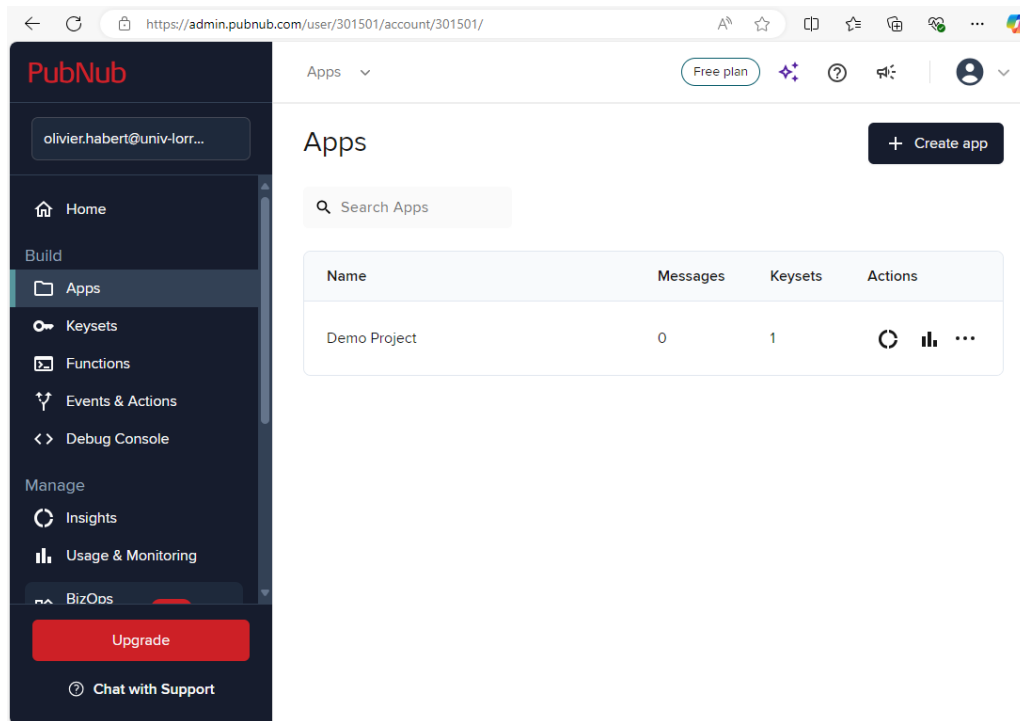 https://admin.pubnub.com/user/301501/account/301501/
PubNub
olivier.habert@univ-lorr...
Home
Build
Apps
Keysets
Functions
Events & Actions
Debug Console
Manage
Insights
Usage & Monitoring
BizOps
Upgrade
Chat with Support
Apps
Free plan
Apps
+ Create app
Search Apps
Name Messages Keysets Actions
Demo Project 0 1